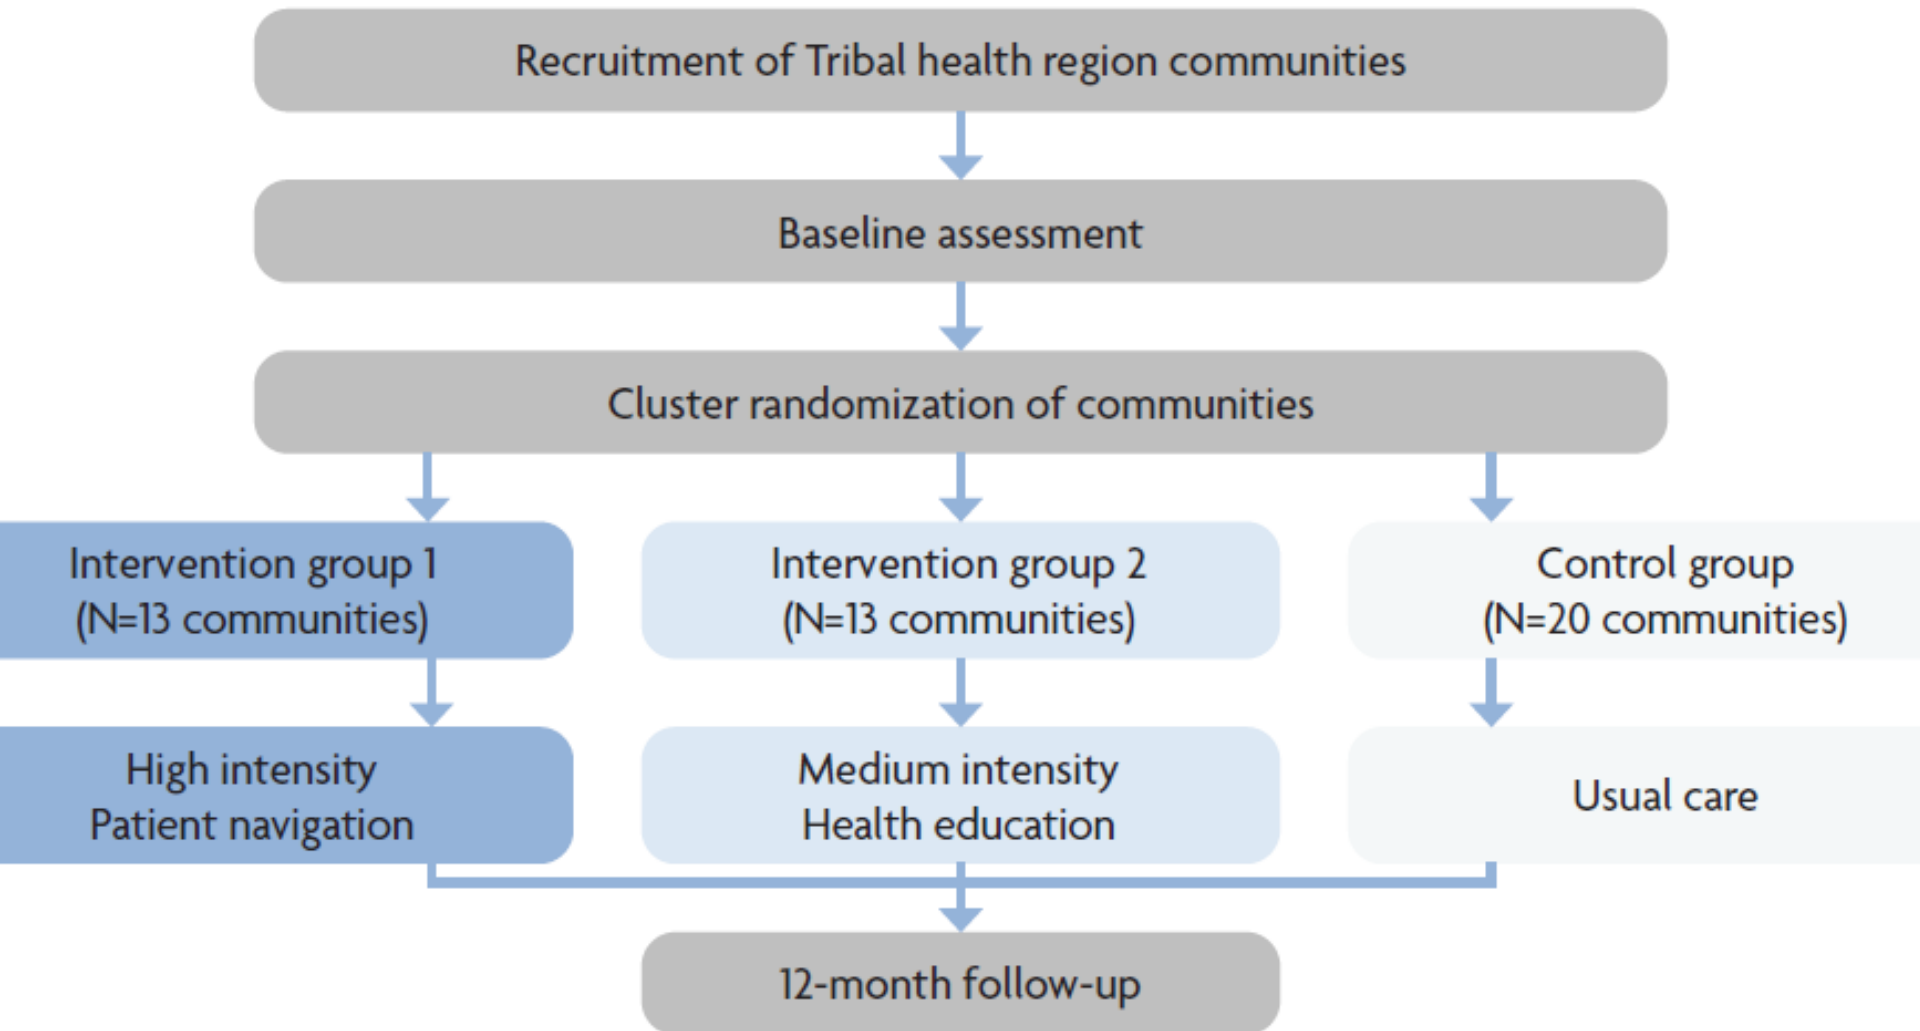 Recruitment of Tribal health region communities
Baseline assessment
Cluster randomization of communities
Intervention group 1
(N=13 communities)
Intervention group 2
(N=13 communities)
Control group
(N=20 communities)
High intensity
Patient navigation
Medium intensity
Health education
Usual care
12-month follow-up